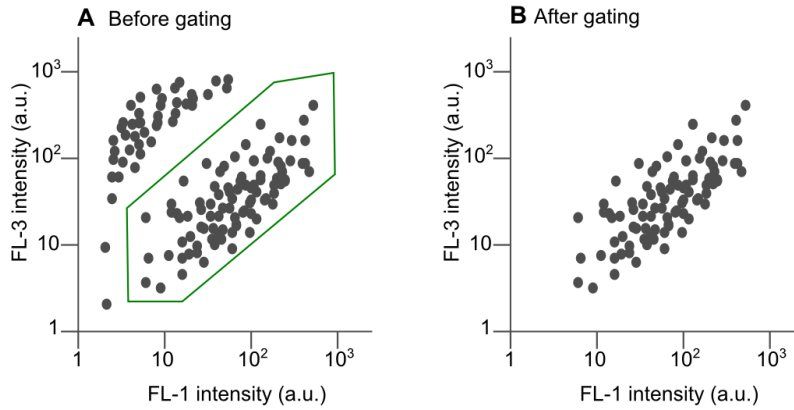 A Before gating
FL-3 intensity (a.u.)
10³
10²
10
1
1
10
10²
10³
FL-1 intensity (a.u.)
B After gating
FL-3 intensity (a.u.)
10³
10²
10
1
1
10
10²
10³
FL-1 intensity (a.u.)